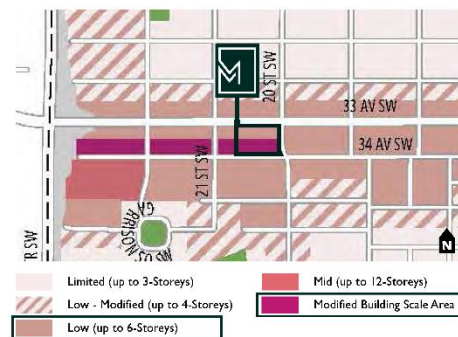 20 ST SW
33 AV SW
34 AV SW
21 ST SW
N
Limited (up to 3-Storeys)
Mid (up to 12-Storeys)
Low - Modified (up to 4-Storeys)
Modified Building Scale Area
Low (up to 6-Storeys)